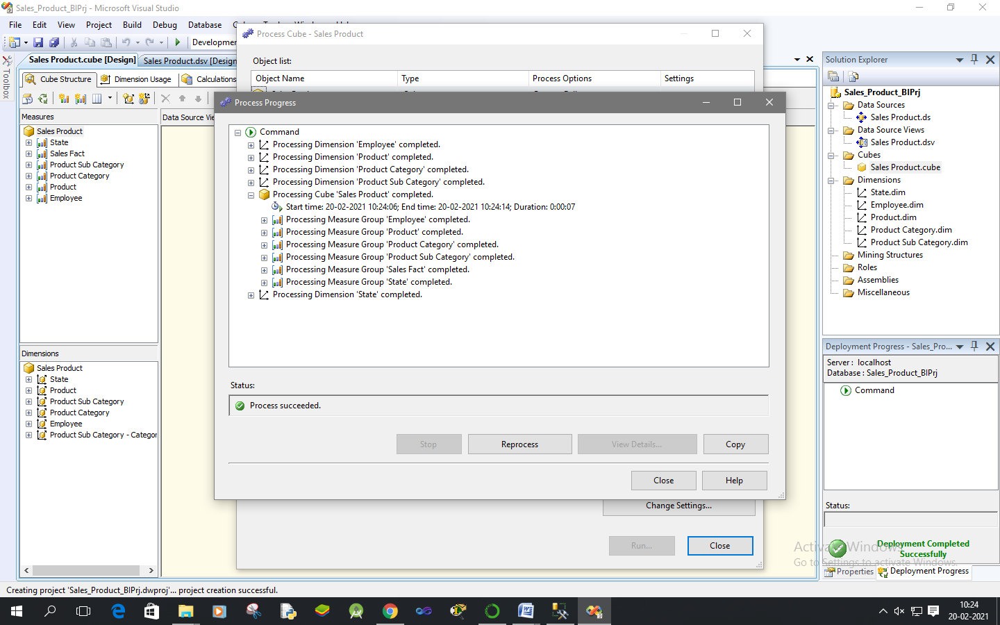 Sales_Product_BIPrj - Microsoft Visual Studio
File Edit View Project Build Debug Database
Developmer
Toolbox
Sales Product.cube [Design] Sales Product.dsv [Design
Cube Structure Dimension Usage Calculations
Measures
Sales Product
State
Sales Fact
Product Sub Category
Product Category
Product
Employee
Data Source Vie
Dimensions
Sales Product
State
Product
Product Sub Category
Product Category
Employee
Product Sub Category - Categor
Process Cube - Sales Product
Object list:
Object Name Type Process Options Settings
Process Progress
Command
Processing Dimension 'Employee' completed.
Processing Dimension 'Product' completed.
Processing Dimension 'Product Category' completed.
Processing Dimension 'Product Sub Category' completed.
Processing Cube 'Sales Product' completed.
Start time: 20-02-2021 10:24:06; End time: 20-02-2021 10:24:14; Duration: 0:00:07
Processing Measure Group 'Employee' completed.
Processing Measure Group 'Product' completed.
Processing Measure Group 'Product Category' completed.
Processing Measure Group 'Product Sub Category' completed.
Processing Measure Group 'Sales Fact' completed.
Processing Measure Group 'State' completed.
Processing Dimension 'State' completed.
Status:
Process succeeded.
Stop Reprocess View Details... Copy
Close Help
Change Settings...
Run... Close
Solution Explorer
Sales_Product_BIPrj
Data Sources
Sales Product.ds
Data Source Views
Sales Product.dsv
Cubes
Sales Product.cube
Dimensions
State.dim
Employee.dim
Product.dim
Product Category.dim
Product Sub Category.dim
Mining Structures
Roles
Assemblies
Miscellaneous
Deployment Progress - Sales_Pro...
Server : localhost
Database : Sales_Product_BIPrj
Command
Status:
Deployment Completed
Successfully
Activate Windows
Go to Settings to activate Windows.
Properties Deployment Progress
Creating project 'Sales_Product_BIPrj.dwproj'... project creation successful.
10:24
20-02-2021